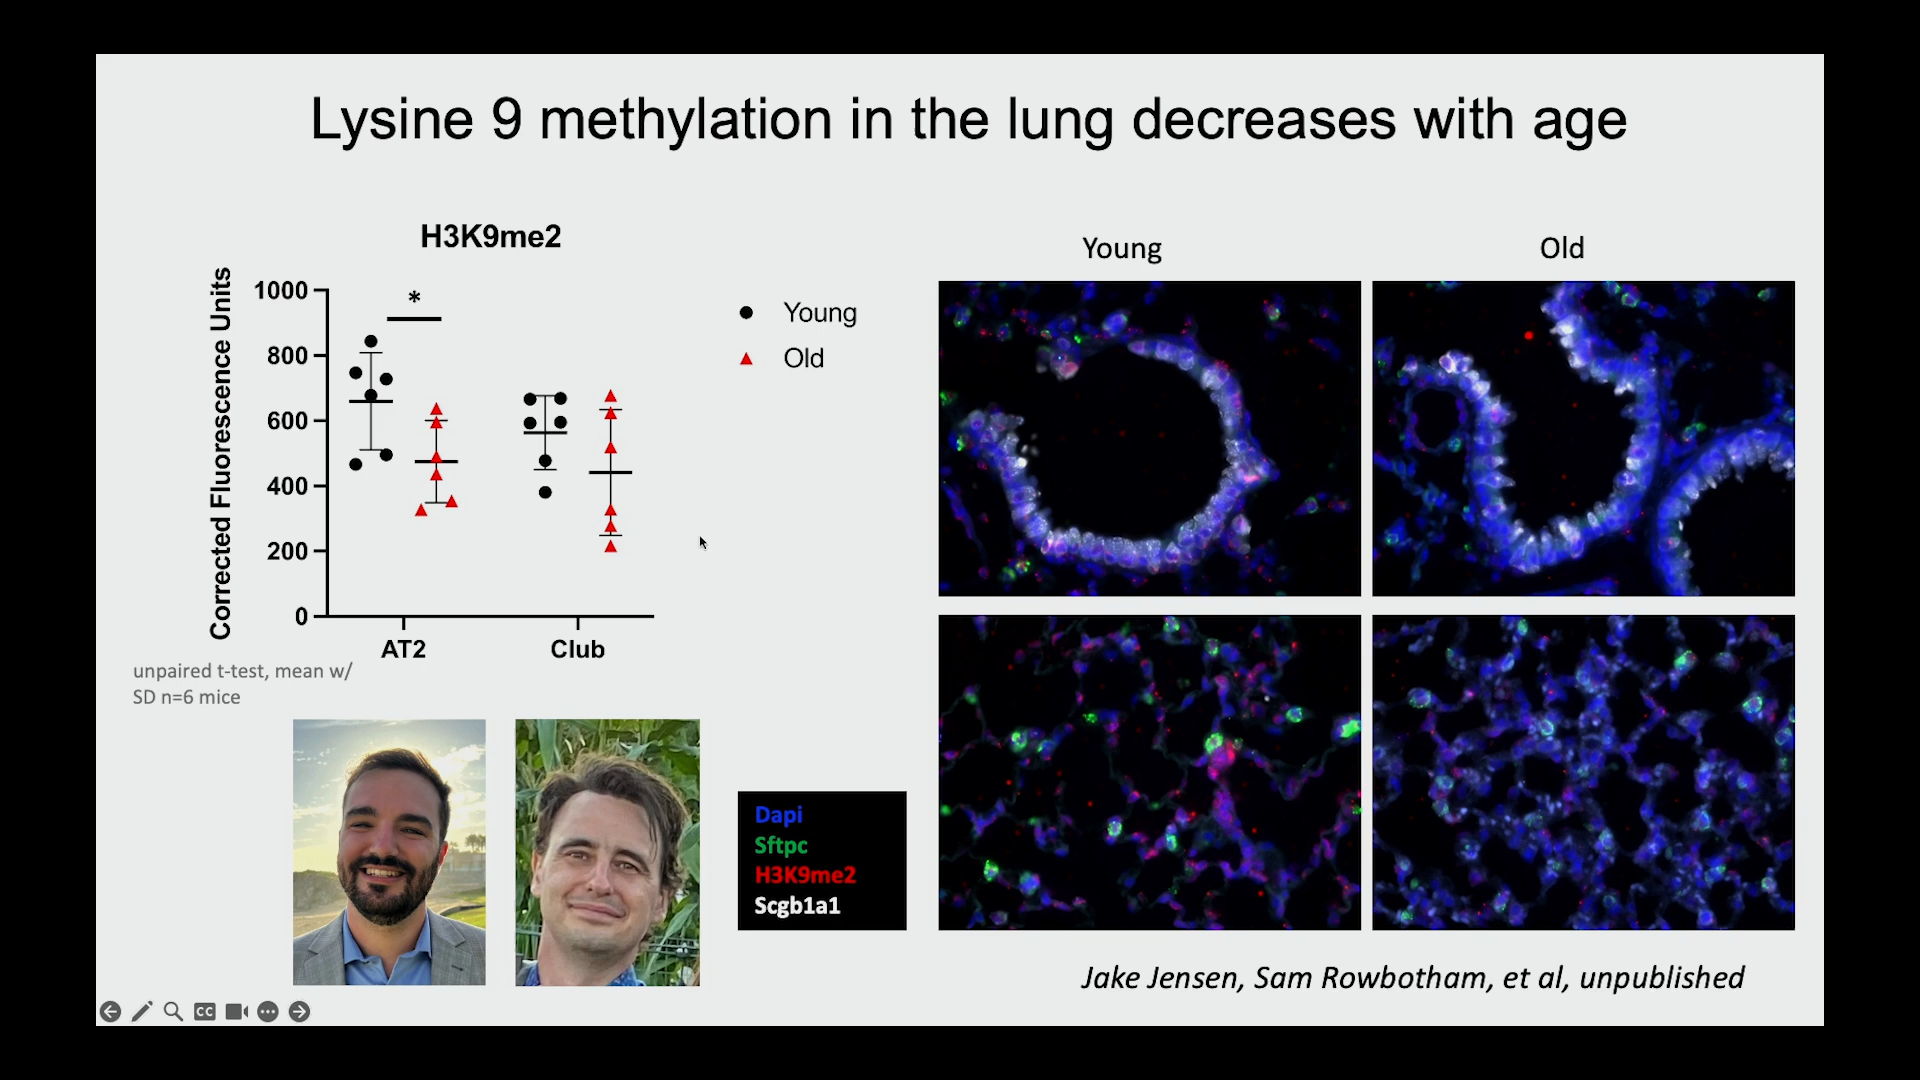 Lysine 9 methylation in the lung decreases with age
H3K9me2
Corrected Fluorescence Units
1000
800
600
400
200
0
*
AT2
Club
Young
Old
unpaired t-test, mean w/
SD n=6 mice
Young
Old
Dapi
Sftpc
H3K9me2
Scgb1a1
Jake Jensen, Sam Rowbotham, et al, unpublished
CC